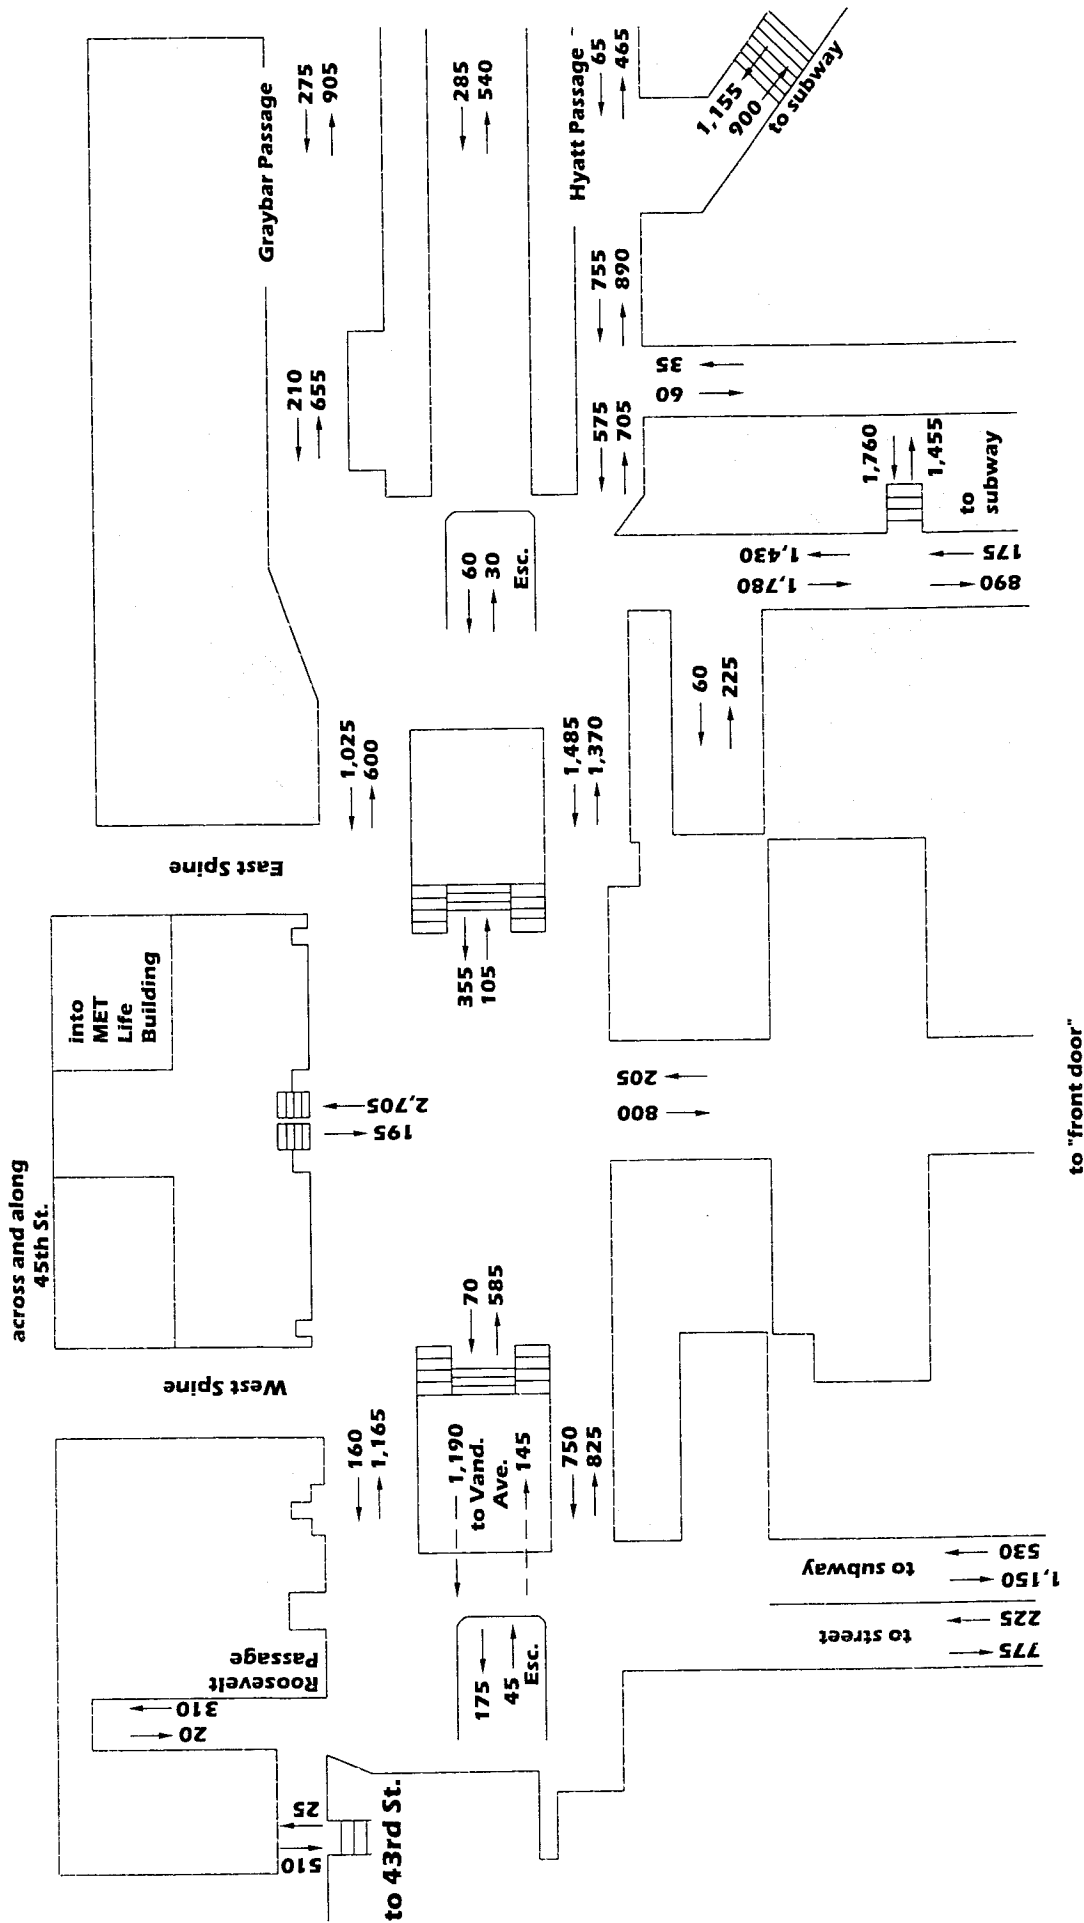 across and along
45th St.
into
MET
Life
Building
Graybar Passage
275
905
285
540
Hyatt Passage
65
465
1,155
900
to subway
210
655
755
890
35
60
575
705
1,760
1,455
to
subway
60
30
Esc.
1,430
1,780
175
890
60
225
1,025
600
1,485
1,370
East Spine
355
105
2,705
195
205
800
to "front door"
70
585
West Spine
160
1,165
1,190
to Vand.
Ave.
145
750
825
to subway
530
1,150
to street
225
775
Roosevelt
Passage
310
20
175
45
Esc.
25
510
to 43rd St.